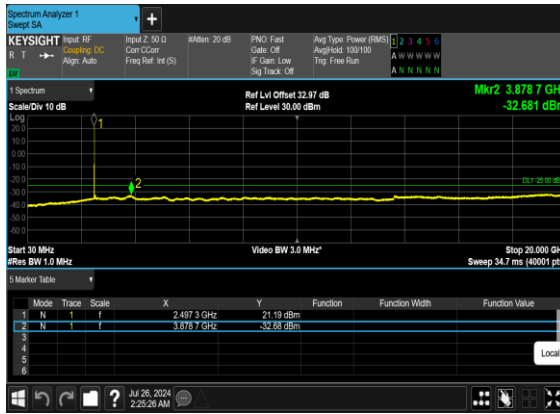 Spectrum Analyzer 1
Swept SA
+
KEYSIGHT
R T
LXI
Input: RF
Coupling: DC
Align: Auto
Input Z: 50 Ω
Corr CCorr
Freq Ref: Int (S)
#Atten: 20 dB
PNO: Fast
Gate: Off
IF Gain: Low
Sig Track: Off
Avg Type: Power (RMS)
Avg|Hold: 100/100
Trig: Free Run
1 2 3 4 5 6
A W W W W W
A N N N N N
1 Spectrum
Scale/Div 10 dB
Ref Lvl Offset 32.97 dB
Ref Level 30.00 dBm
Mkr2 3.878 7 GH
-32.681 dBr
Log
20.0
10.0
0.00
-10.0
-20.0
-30.0
-40.0
-50.0
-60.0
1
2
DL1 -25.00 dB
Start 30 MHz
#Res BW 1.0 MHz
Video BW 3.0 MHz*
Stop 20.000 GH
Sweep 34.7 ms (40001 pt
5 Marker Table
Mode Trace Scale X Y Function Function Width Function Value
1 N 1 f 2.497 3 GHz 21.19 dBm
2 N 1 f 3.878 7 GHz -32.68 dBm
3
4
5
6
Local
?
Jul 26, 2024
2:25:26 AM